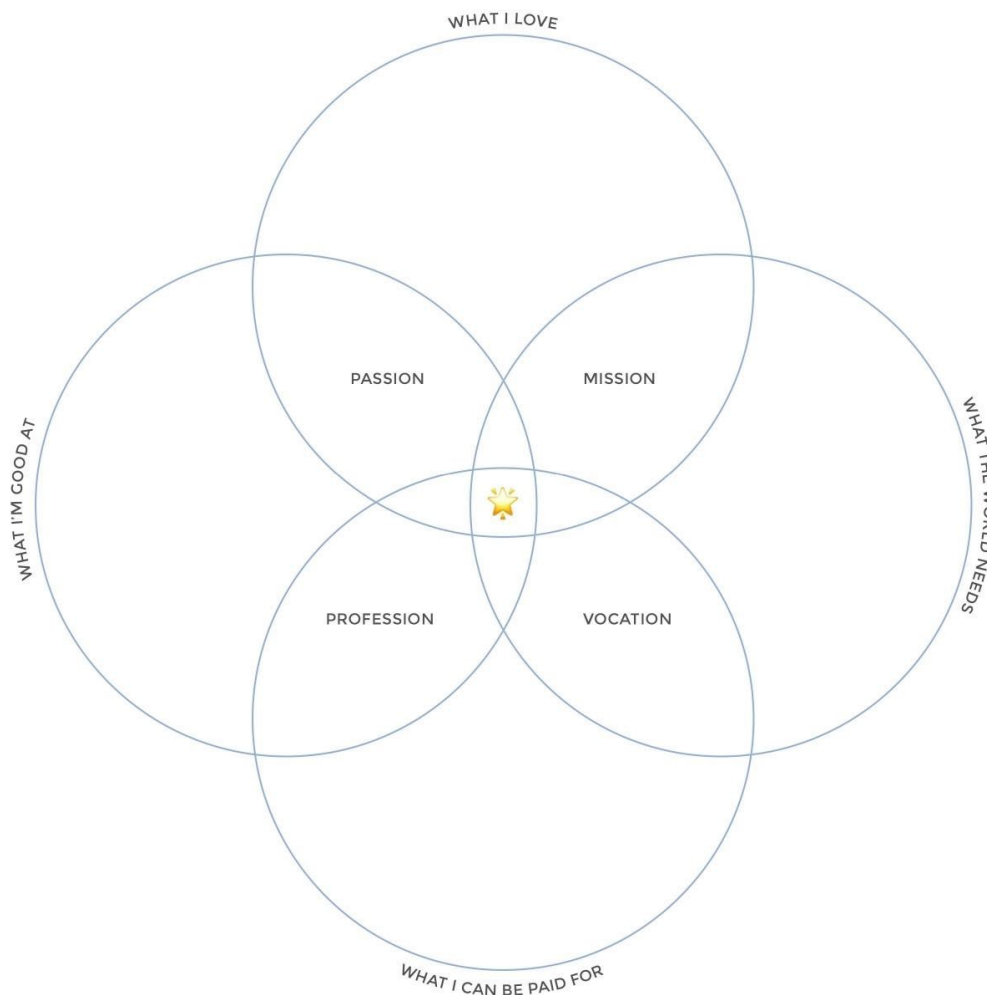 WHAT I LOVE
PASSION
MISSION
WHAT I'M GOOD AT
WHAT THE WORLD NEEDS
PROFESSION
VOCATION
WHAT I CAN BE PAID FOR